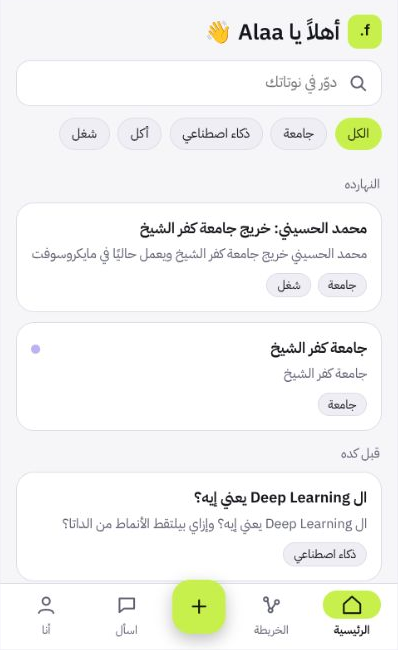 f.
أهلاً يا Alaa 👋
دوّر في نوتاتك
الكل
جامعة
ذكاء اصطناعي
أكل
شغل
النهارده
محمد الحسيني: خريج جامعة كفر الشيخ
محمد الحسيني خريج جامعة كفر الشيخ ويعمل حاليًا في مايكروسوفت
جامعة
شغل
جامعة كفر الشيخ
جامعة كفر الشيخ
جامعة
قبل كده
ال Deep Learning يعني إيه؟
ال Deep Learning يعني إيه؟ وإزاي بيلتقط الأنماط من الداتا؟
ذكاء اصطناعي
الرئيسية
الخريطة
اسأل
أنا